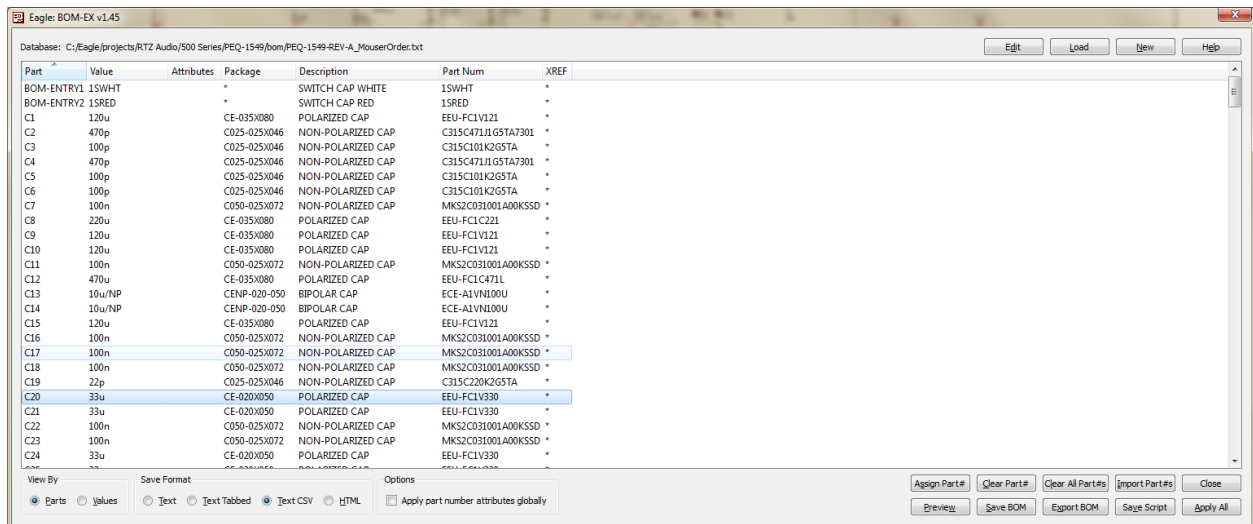 Eagle: BOM-EX v1.45
Database: C:/Eagle/projects/RTZ Audio/500 Series/PEQ-1549/bom/PEQ-1549-REV-A_MouserOrder.txt Edit Load New Help
Part Value Attributes Package Description Part Num XREF
BOM-ENTRY1 1SWHT * SWITCH CAP WHITE 1SWHT *
BOM-ENTRY2 1SRED * SWITCH CAP RED 1SRED *
C1 120u CE-035X080 POLARIZED CAP EEU-FC1V121 *
C2 470p C025-025X046 NON-POLARIZED CAP C315C471J1G5TA7301 *
C3 100p C025-025X046 NON-POLARIZED CAP C315C101K2G5TA *
C4 470p C025-025X046 NON-POLARIZED CAP C315C471J1G5TA7301 *
C5 100p C025-025X046 NON-POLARIZED CAP C315C101K2G5TA *
C6 100p C025-025X046 NON-POLARIZED CAP C315C101K2G5TA *
C7 100n C050-025X072 NON-POLARIZED CAP MKS2C031001A00KSSD *
C8 220u CE-035X080 POLARIZED CAP EEU-FC1C221 *
C9 120u CE-035X080 POLARIZED CAP EEU-FC1V121 *
C10 120u CE-035X080 POLARIZED CAP EEU-FC1V121 *
C11 100n C050-025X072 NON-POLARIZED CAP MKS2C031001A00KSSD *
C12 470u CE-035X080 POLARIZED CAP EEU-FC1C471L *
C13 10u/NP CENP-020-050 BIPOLAR CAP ECE-A1VN100U *
C14 10u/NP CENP-020-050 BIPOLAR CAP ECE-A1VN100U *
C15 120u CE-035X080 POLARIZED CAP EEU-FC1V121 *
C16 100n C050-025X072 NON-POLARIZED CAP MKS2C031001A00KSSD *
C17 100n C050-025X072 NON-POLARIZED CAP MKS2C031001A00KSSD *
C18 100n C050-025X072 NON-POLARIZED CAP MKS2C031001A00KSSD *
C19 22p C025-025X046 NON-POLARIZED CAP C315C220K2G5TA *
C20 33u CE-020X050 POLARIZED CAP EEU-FC1V330 *
C21 33u CE-020X050 POLARIZED CAP EEU-FC1V330 *
C22 100n C050-025X072 NON-POLARIZED CAP MKS2C031001A00KSSD *
C23 100n C050-025X072 NON-POLARIZED CAP MKS2C031001A00KSSD *
C24 33u CE-020X050 POLARIZED CAP EEU-FC1V330 *
View By Save Format Options
Assign Part# Clear Part# Clear All Part#s Import Part#s Close
Parts Values Text Text Tabbed Text CSV HTML Apply part number attributes globally
Preview Save BOM Export BOM Save Script Apply All